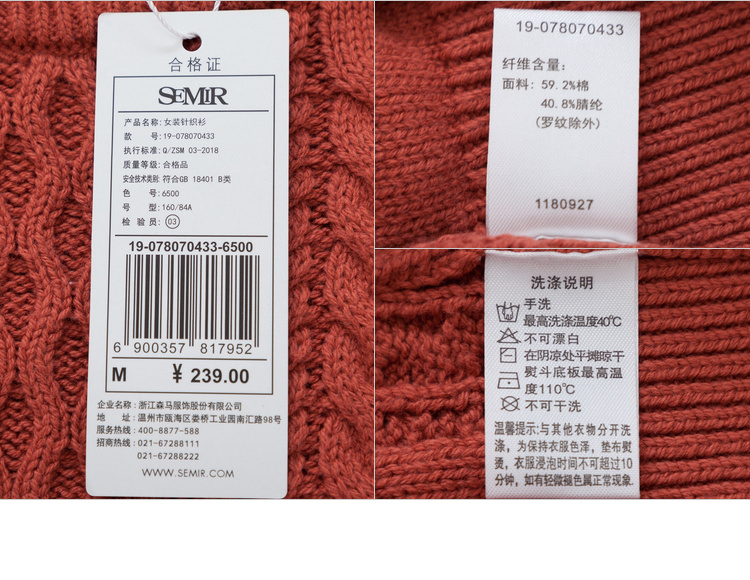 合格证
SEMIR
产品名称:女装针织衫
款 号:19-078070433
执行标准:Q/ZSM 03-2018
质量等级:合格品
安全技术类别:符合GB 18401 B类
色 号:6500
号 型:160/84A
检 验 员:03
19-078070433-6500
6 900357 817952
M ¥ 239.00
企业名称:浙江森马服饰股份有限公司
地 址:温州市瓯海区娄桥工业园南汇路98号
服务热线:400-8877-588
招商热线:021-67288111
021-67288222
WWW.SEMIR.COM
19-078070433
纤维含量:
面料:59.2%棉
40.8%腈纶
(罗纹除外)
1180927
洗涤说明
手洗
最高洗涤温度40℃
不可漂白
在阴凉处平摊晾干
熨斗底板最高温
度110℃
不可干洗
温馨提示:与其他衣物分开洗
涤,为保持衣服色泽,垫布熨
烫,衣服浸泡时间不可超过10
分钟,如有轻微褪色属正常现象.